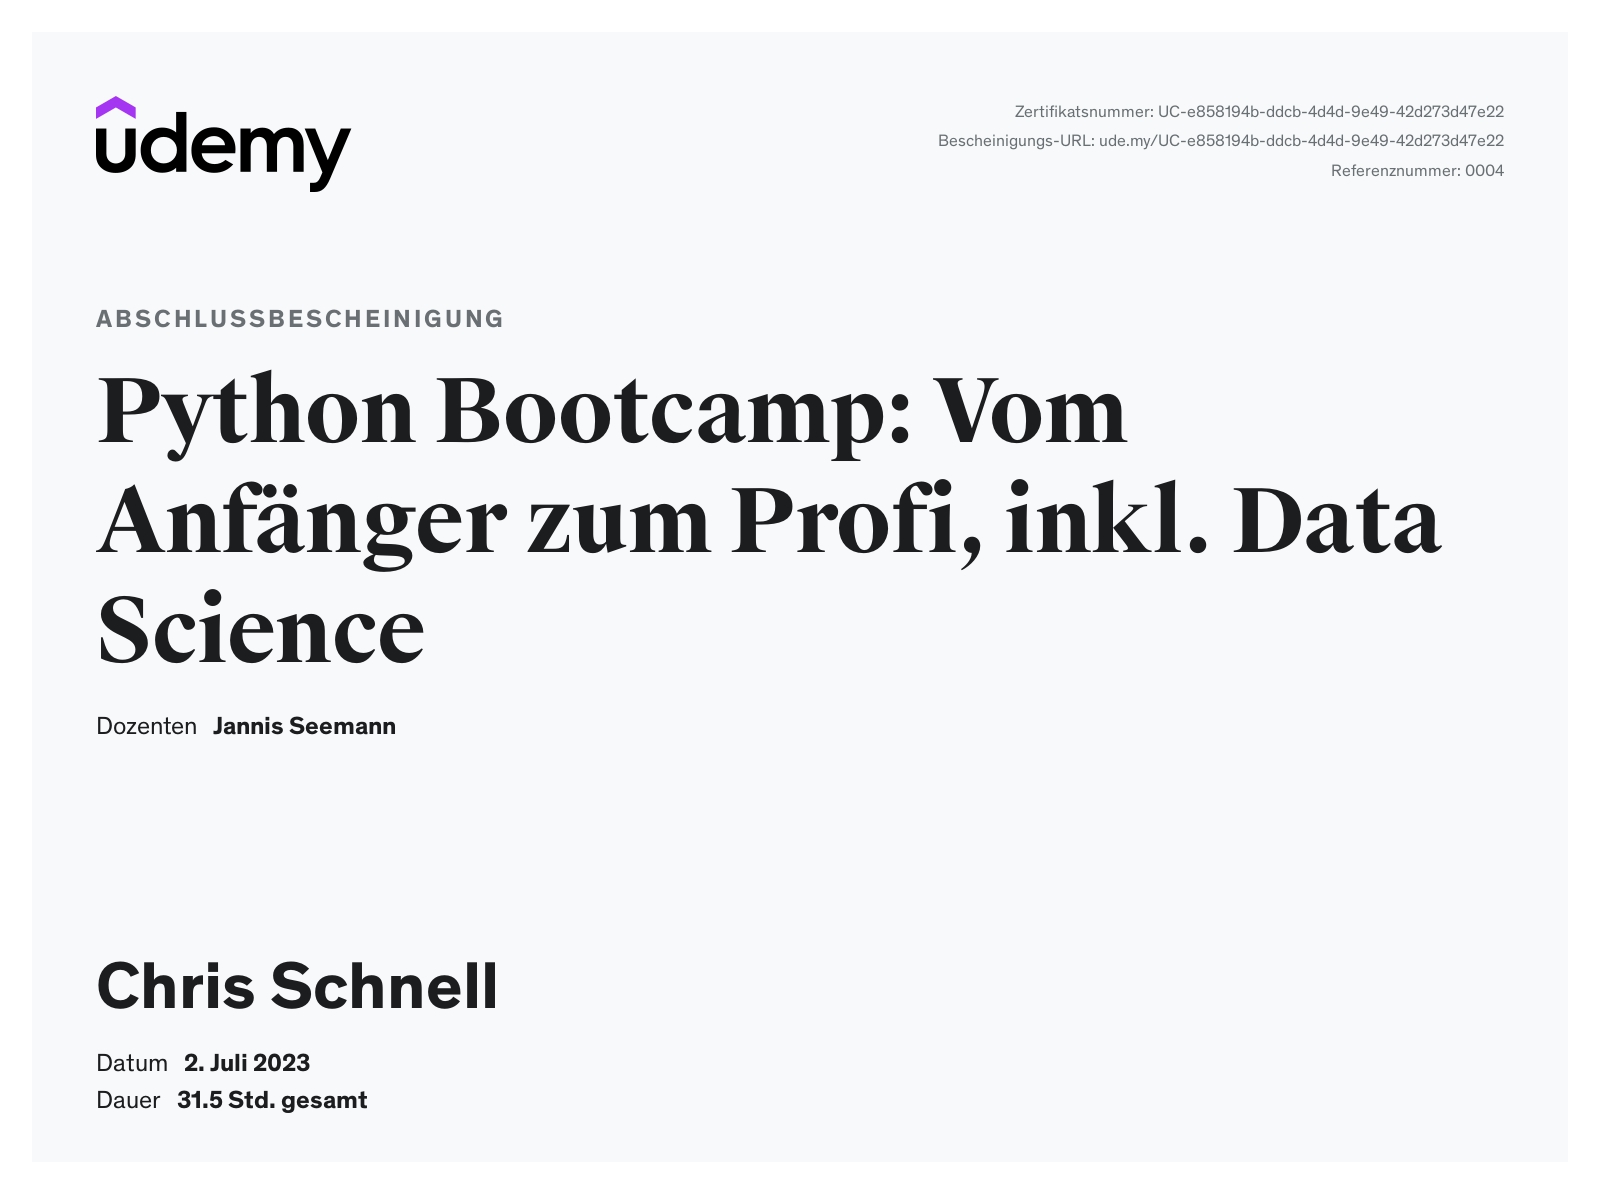 udemy
Zertifikatsnummer: UC-e858194b-ddcb-4d4d-9e49-42d273d47e22
Bescheinigungs-URL: ude.my/UC-e858194b-ddcb-4d4d-9e49-42d273d47e22
Referenznummer: 0004
ABSCHLUSSBESCHEINIGUNG
Python Bootcamp: Vom
Anfänger zum Profi, inkl. Data
Science
Dozenten Jannis Seemann
Chris Schnell
Datum 2. Juli 2023
Dauer 31.5 Std. gesamt